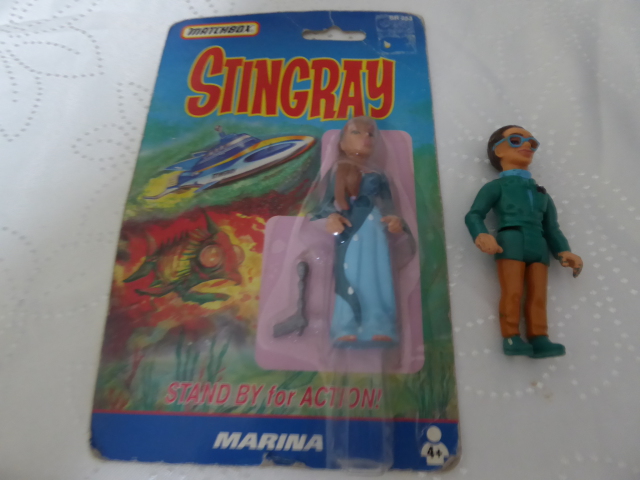 MATCHBOX
STINGRAY
STAND BY for ACTION!
MARINA
4+